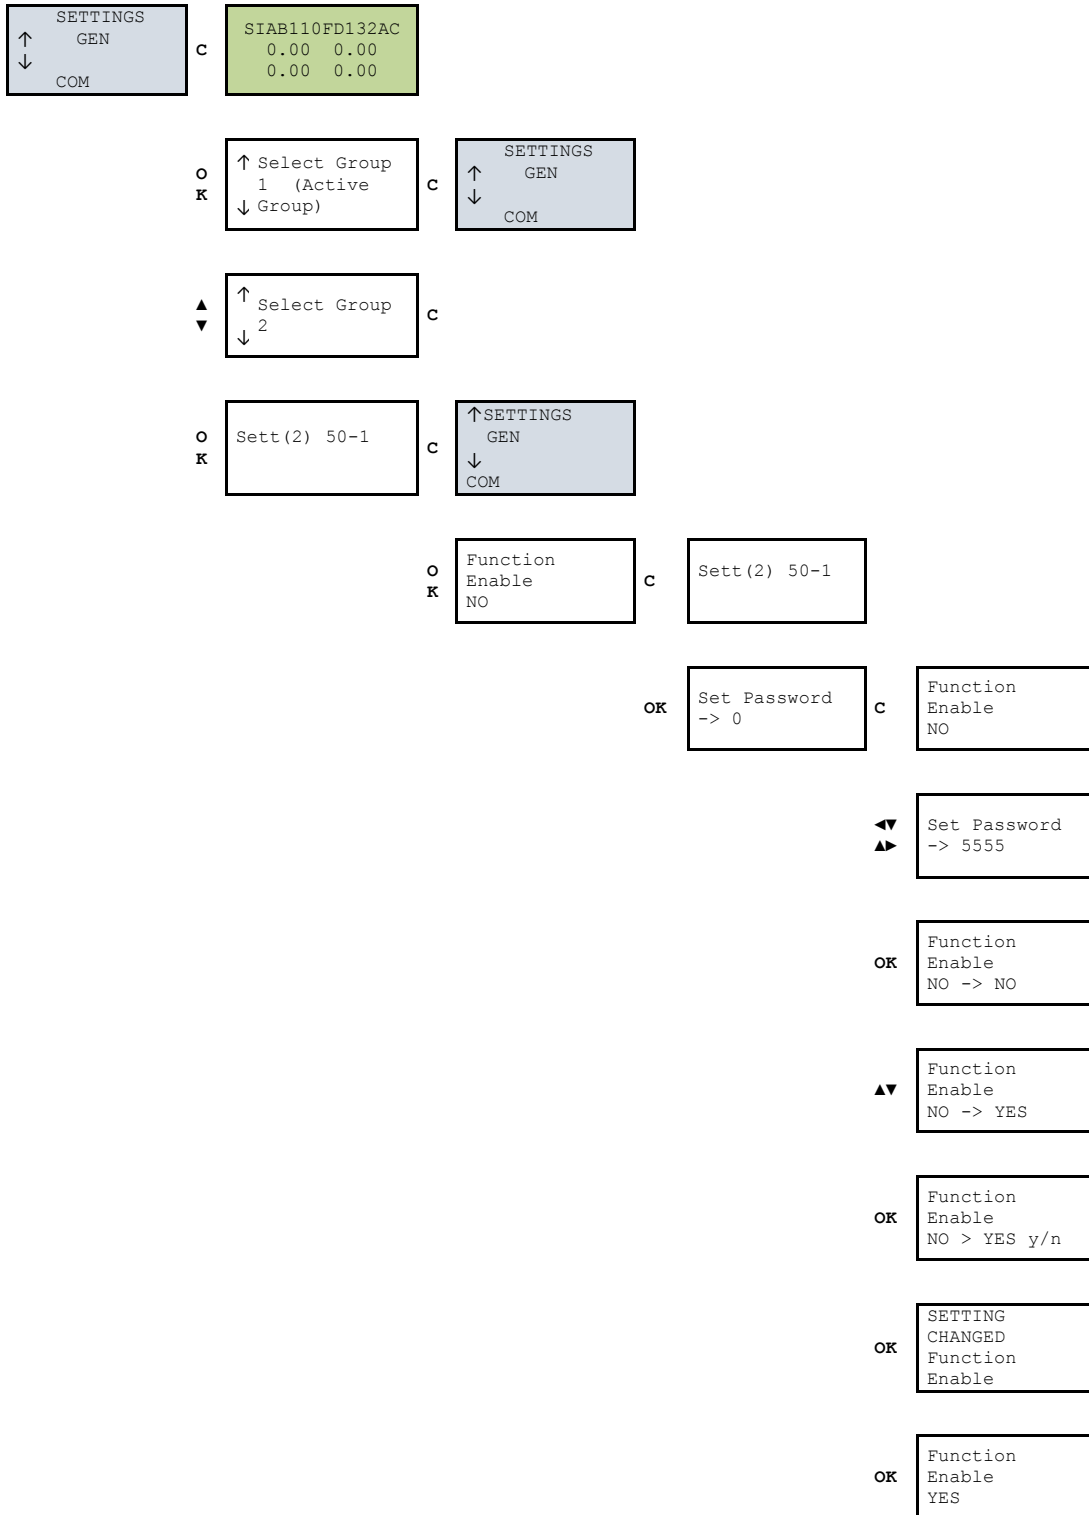 SETTINGS
↑ GEN
↓
COM
C
SIAB110FD132AC
0.00 0.00
0.00 0.00
O
K
↑ Select Group
1 (Active
↓ Group)
C
SETTINGS
↑ GEN
↓
COM
▲
▼
↑
Select Group
↓ 2
C
O
K
Sett(2) 50-1
C
↑SETTINGS
GEN
↓
COM
O
K
Function
Enable
NO
C
Sett(2) 50-1
OK
Set Password
-> 0
C
Function
Enable
NO
◄▼
▲►
Set Password
-> 5555
OK
Function
Enable
NO -> NO
▲▼
Function
Enable
NO -> YES
OK
Function
Enable
NO > YES y/n
OK
SETTING
CHANGED
Function
Enable
OK
Function
Enable
YES